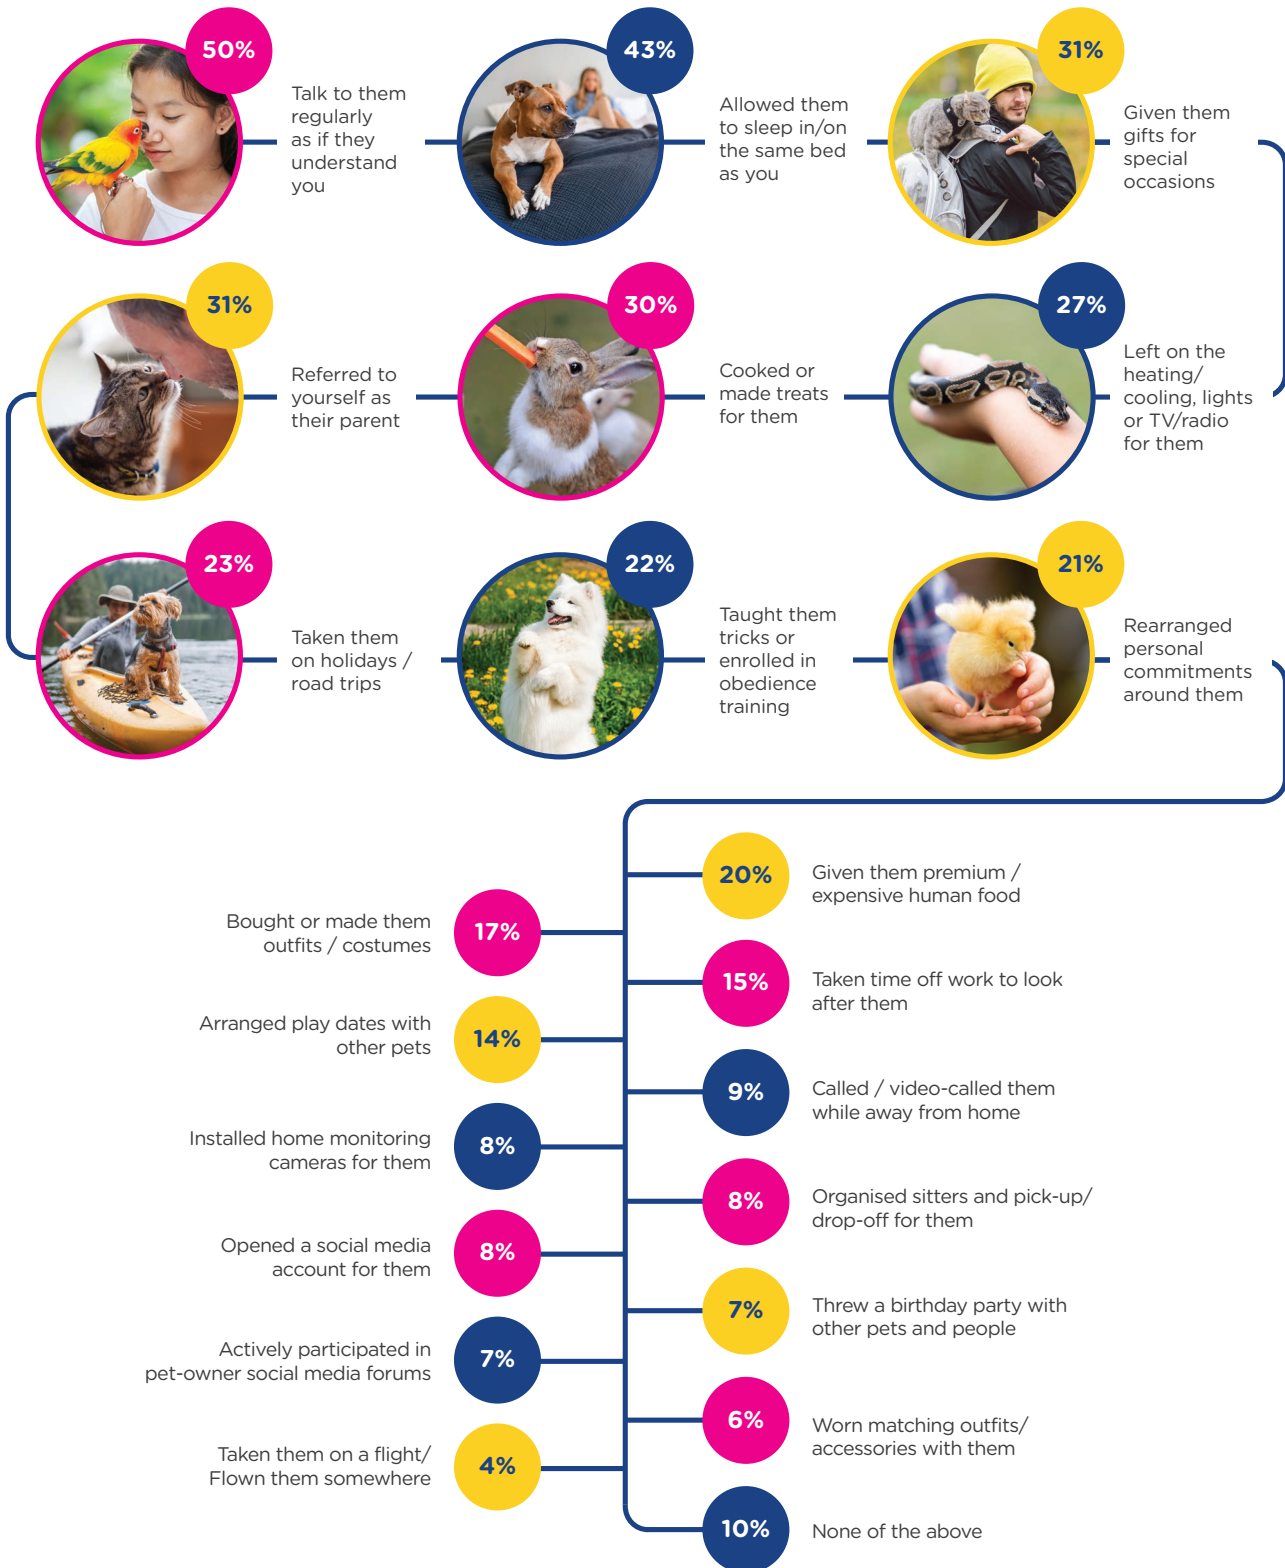 50%
Talk to them
regularly
as if they
understand
you
43%
Allowed them
to sleep in/on
the same bed
as you
31%
Given them
gifts for
special
occasions
31%
Referred to
yourself as
their parent
30%
Cooked or
made treats
for them
27%
Left on the
heating/
cooling, lights
or TV/radio
for them
23%
Taken them
on holidays /
road trips
22%
Taught them
tricks or
enrolled in
obedience
training
21%
Rearranged
personal
commitments
around them
20%
Given them premium /
expensive human food
Bought or made them
outfits / costumes
17%
15%
Taken time off work to look
after them
Arranged play dates with
other pets
14%
9%
Called / video-called them
while away from home
Installed home monitoring
cameras for them
8%
8%
Organised sitters and pick-up/
drop-off for them
Opened a social media
account for them
8%
7%
Threw a birthday party with
other pets and people
Actively participated in
pet-owner social media forums
7%
6%
Worn matching outfits/
accessories with them
Taken them on a flight/
Flown them somewhere
4%
10%
None of the above